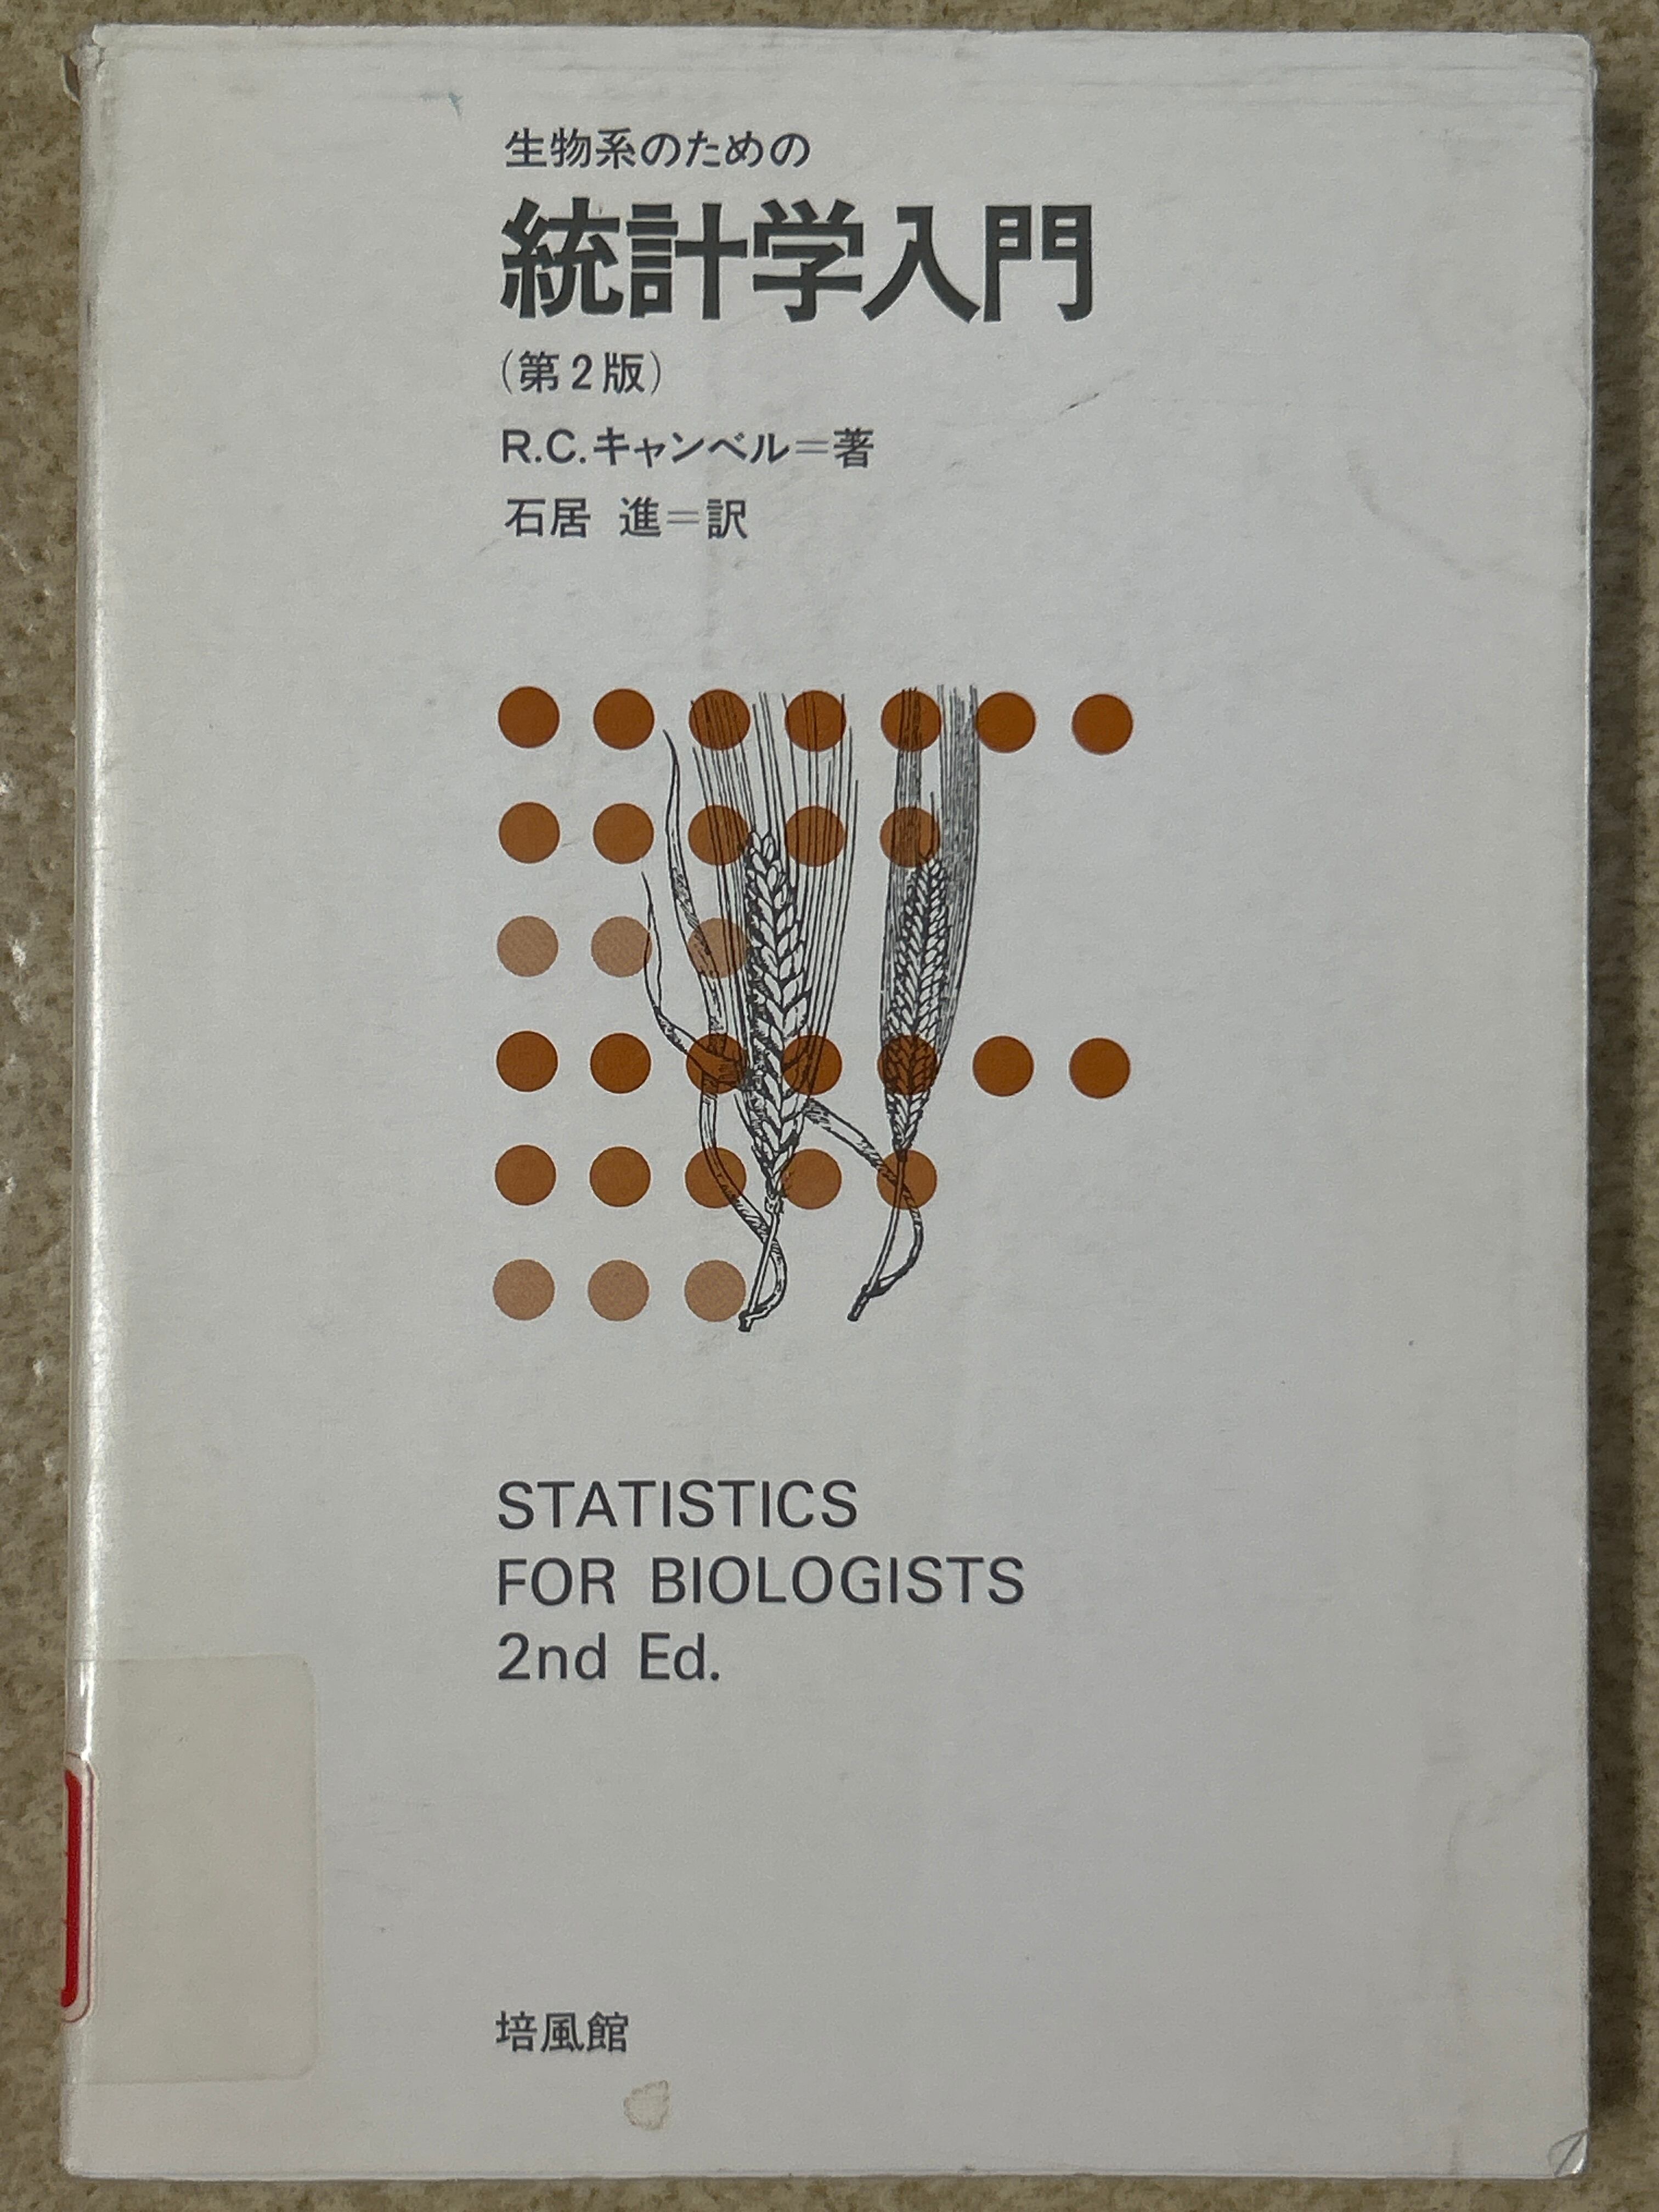 生物系のための
統計学入門
(第2版)
R.C.キャンベル=著
石居 進=訳
STATISTICS
FOR BIOLOGISTS
2nd Ed.
培風館